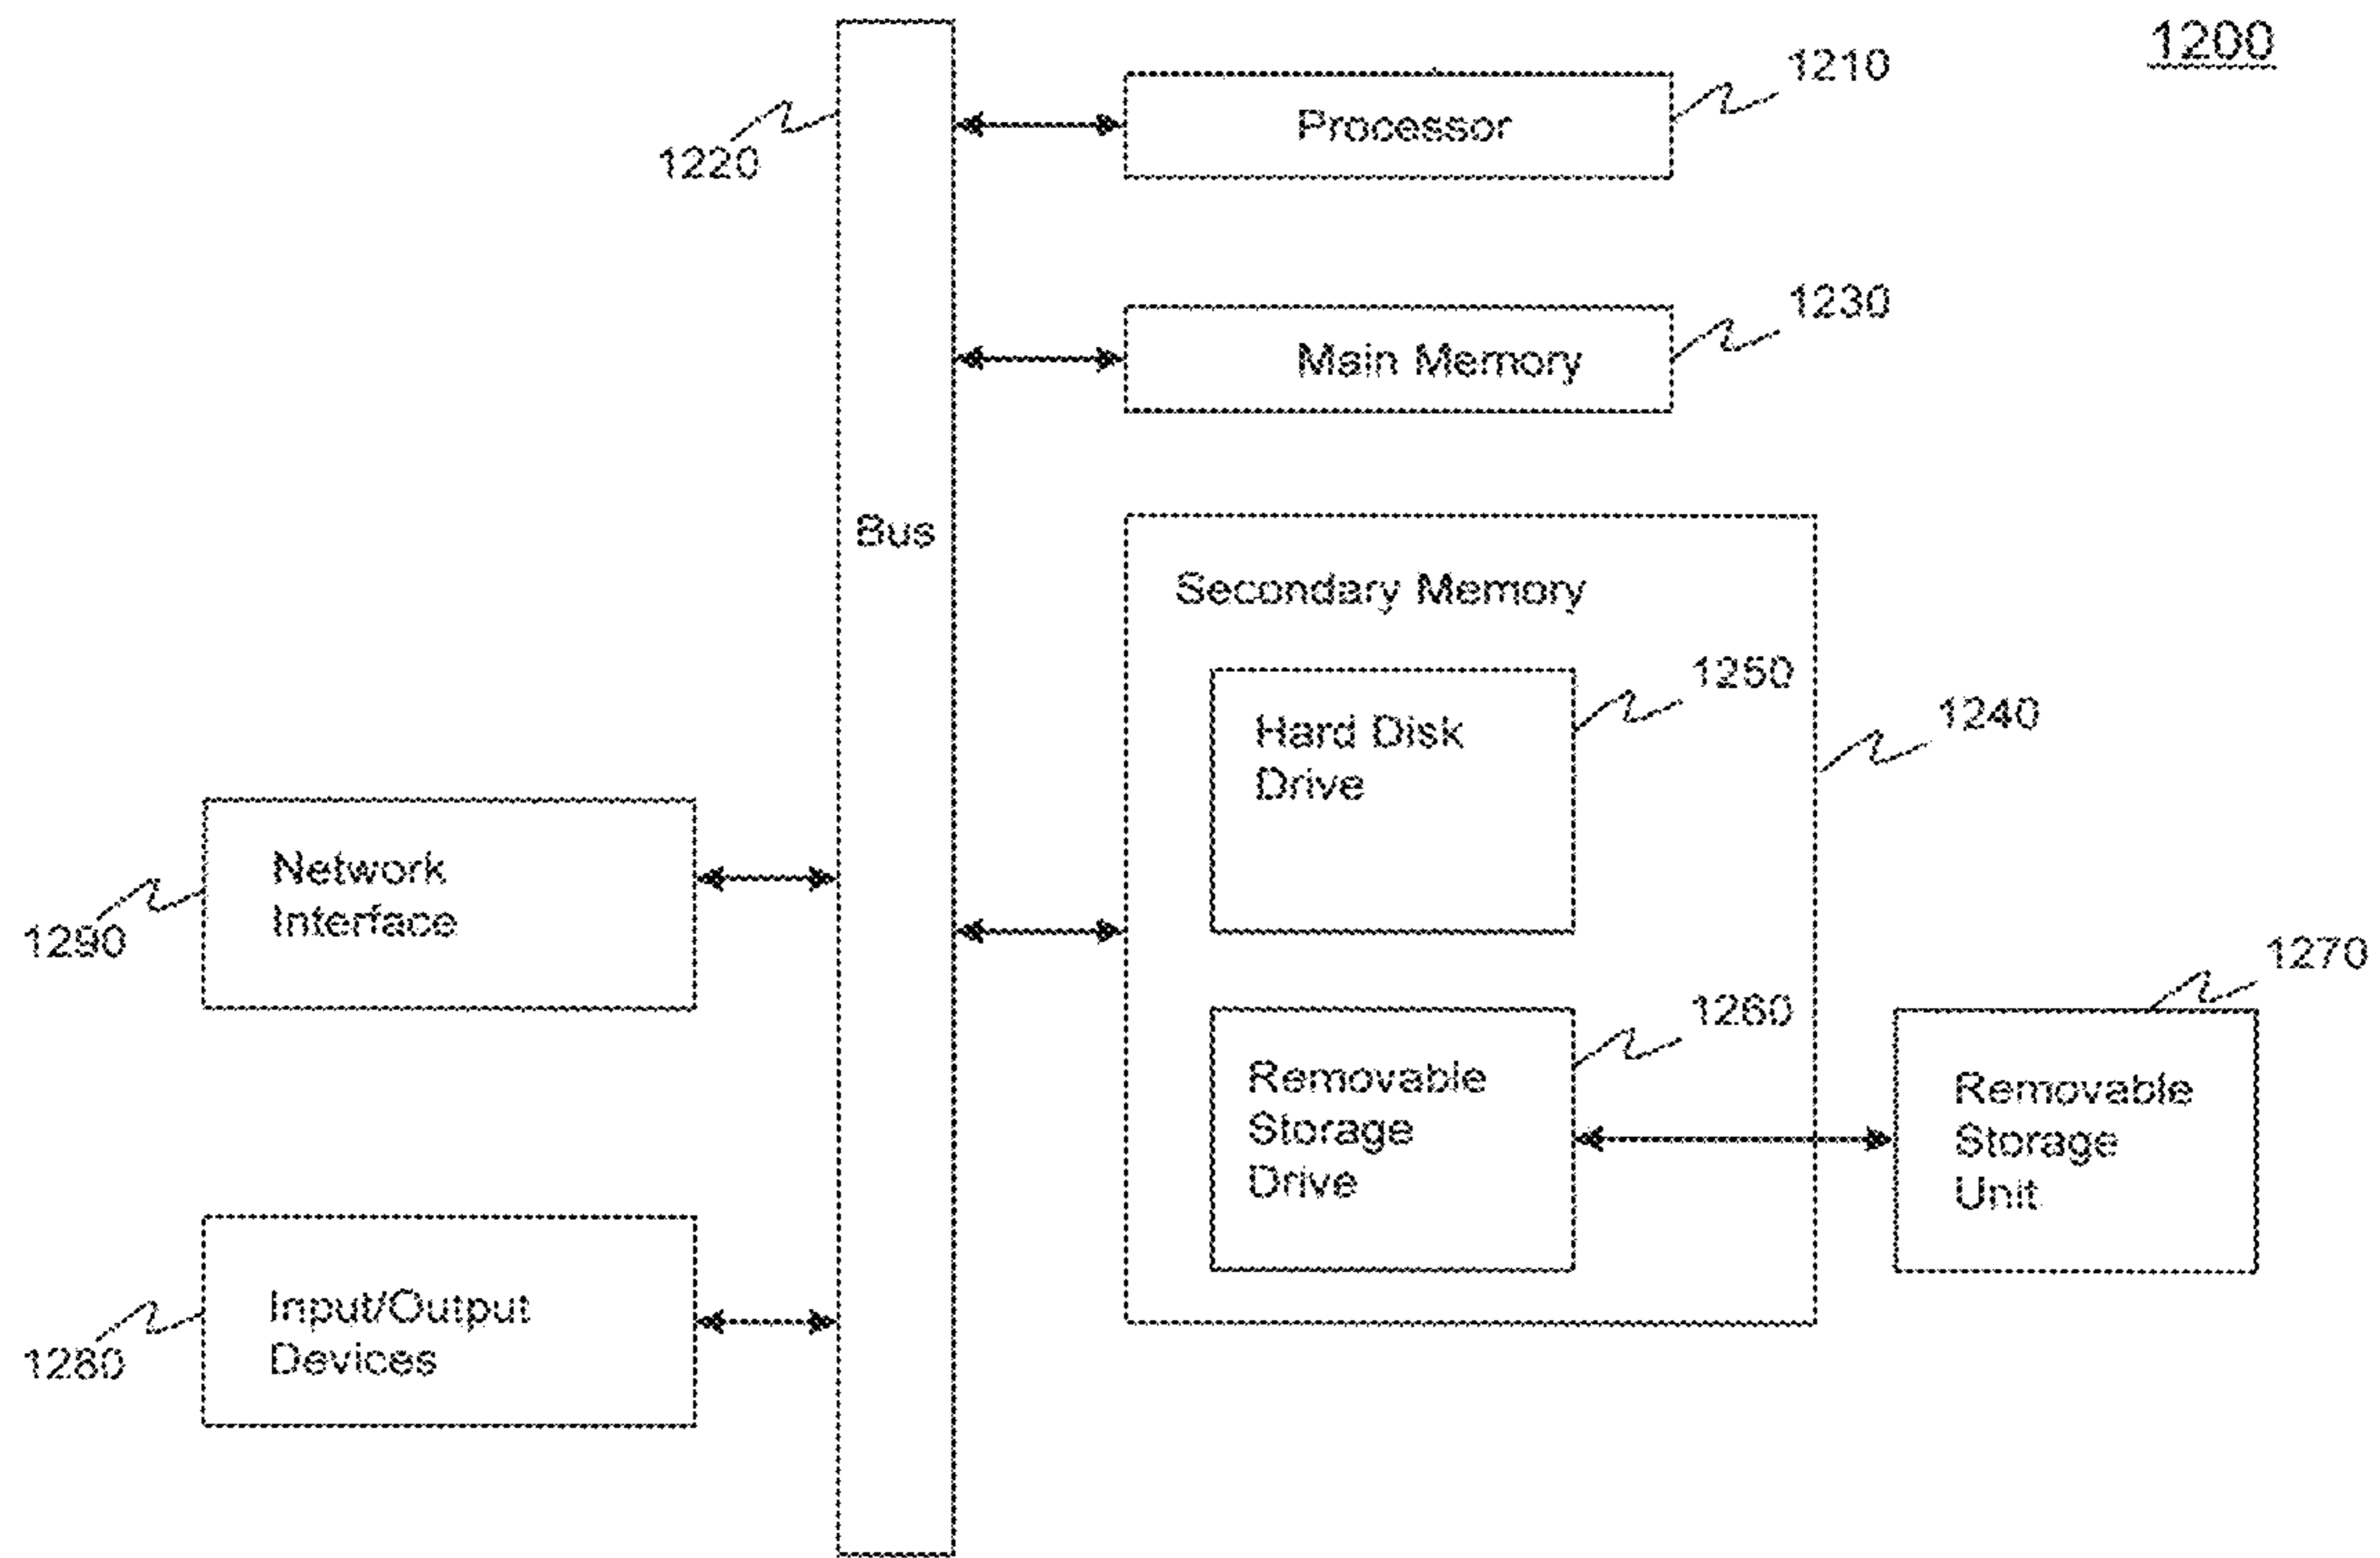 1200
1210
Processor
1220
1230
Main Memory
Bus
Secondary Memory
1250
Hard Disk
Drive
1240
Network
Interface
1290
1270
1260
Removable
Storage
Drive
Removable
Storage
Unit
Input/Output
Devices
1280